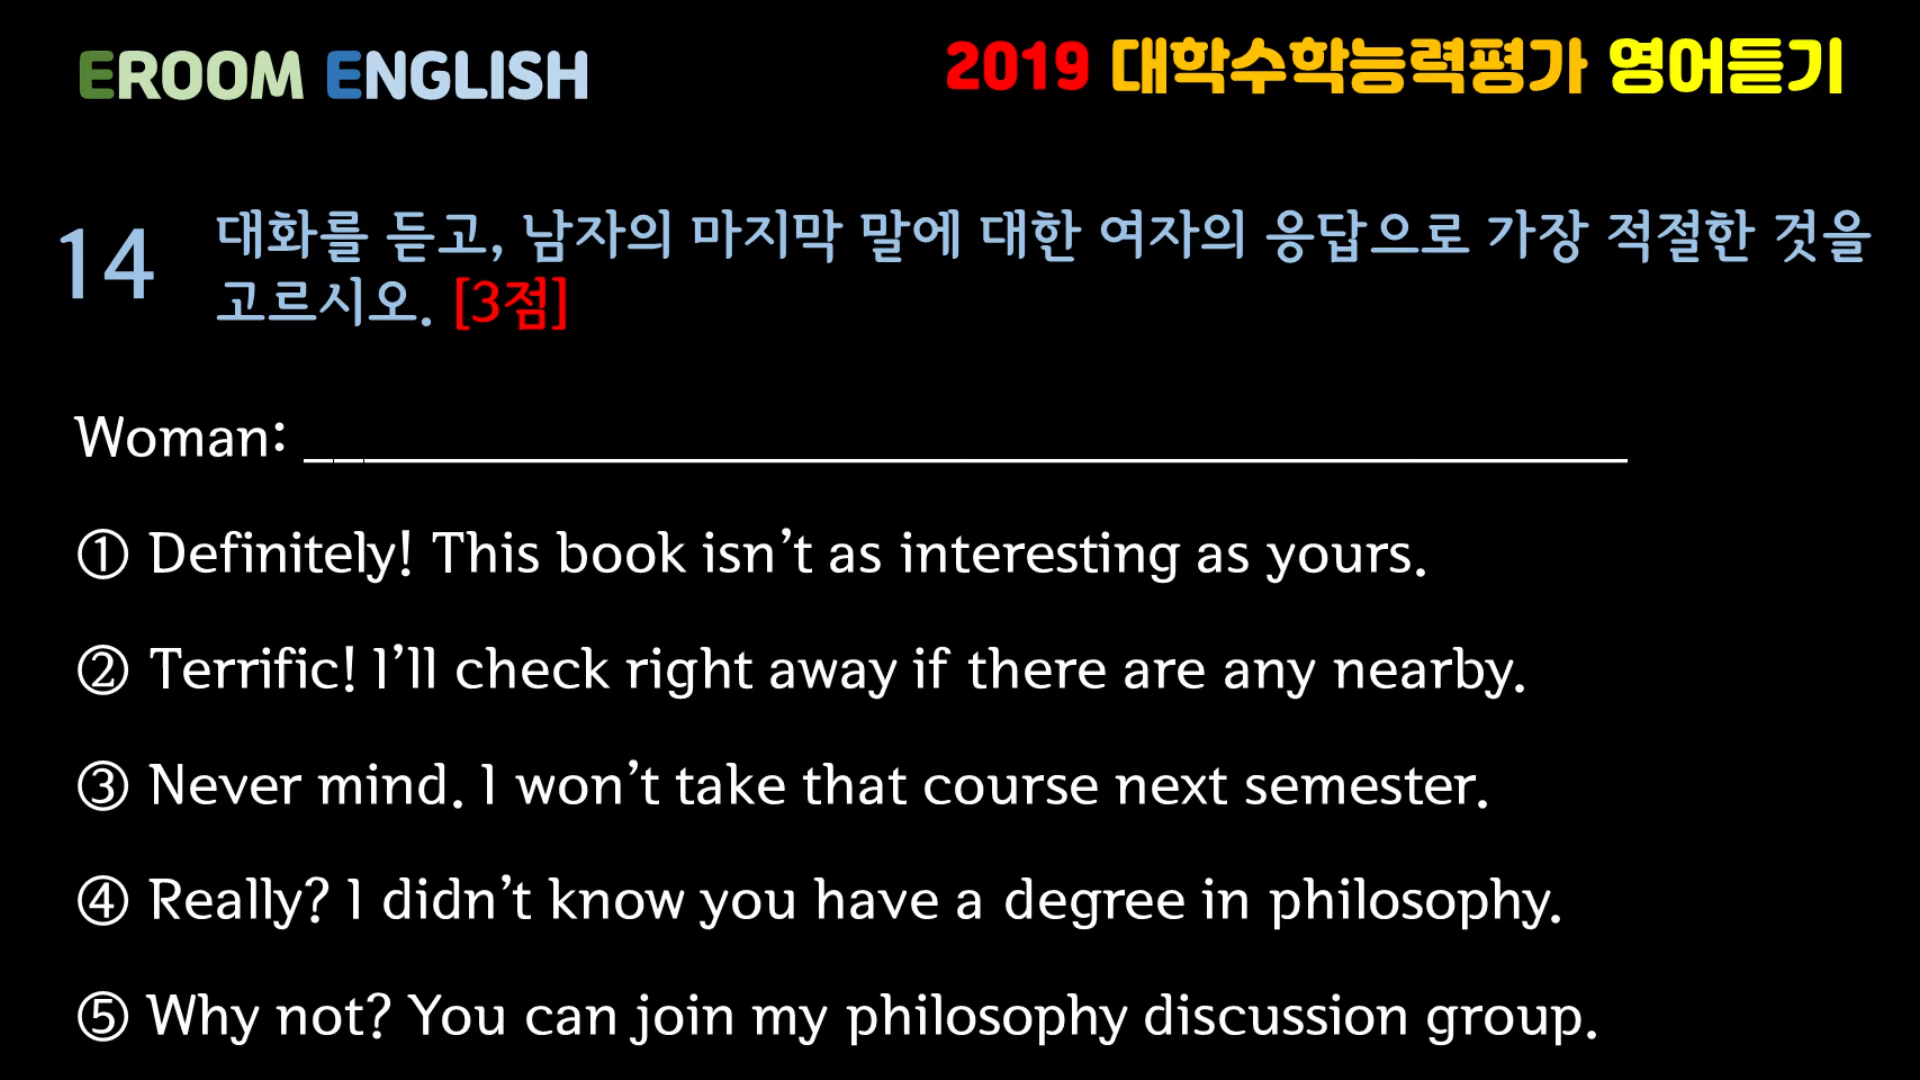 EROOM ENGLISH
2019 대학수학능력평가 영어듣기
14 대화를 듣고, 남자의 마지막 말에 대한 여자의 응답으로 가장 적절한 것을
고르시오. [3점]
Woman: ____________________________________________
① Definitely! This book isn’t as interesting as yours.
② Terrific! I’ll check right away if there are any nearby.
③ Never mind. I won’t take that course next semester.
④ Really? I didn’t know you have a degree in philosophy.
⑤ Why not? You can join my philosophy discussion group.